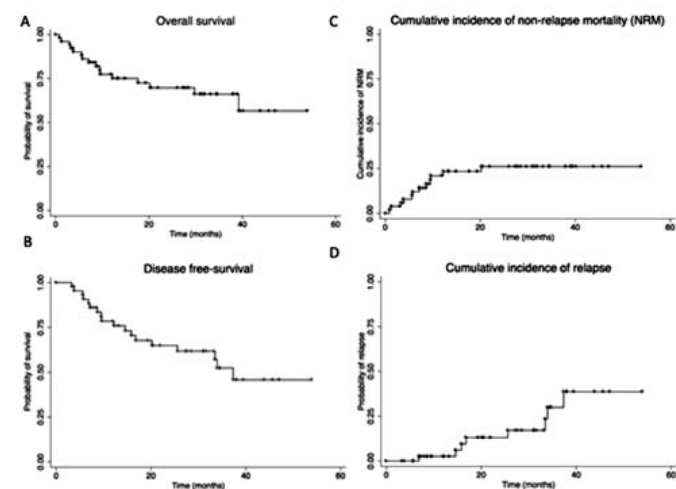 A
Overall survival
Probability of survival
1.00
0.75
0.50
0.25
0.00
0
20
40
60
Time (months)
B
Disease free-survival
Probability of survival
1.00
0.75
0.50
0.25
0.00
0
20
40
60
Time (months)
C
Cumulative incidence of non-relapse mortality (NRM)
Cumulative incidence of NRM
1.00
0.75
0.50
0.25
0.00
0
20
40
60
Time (months)
D
Cumulative incidence of relapse
Probability of relapse
1.00
0.75
0.50
0.25
0.00
0
20
40
60
Time (months)